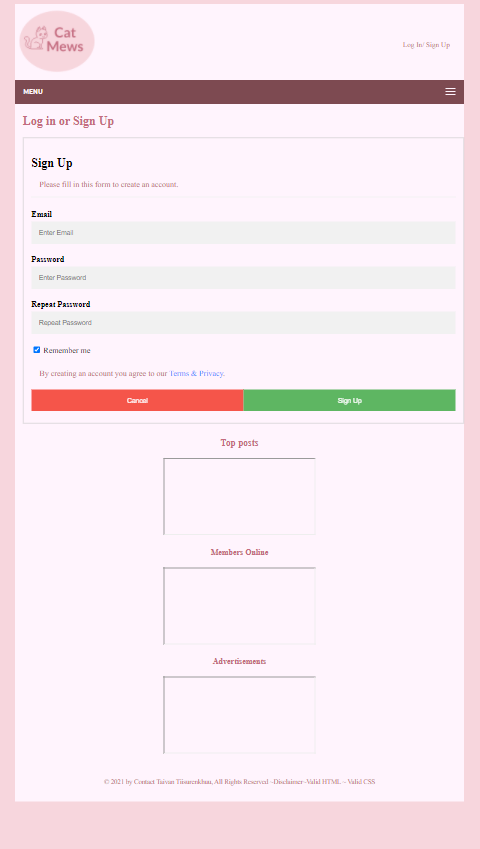 Cat
Mews
Log In/ Sign Up
MENU
Log in or Sign Up
Sign Up
Please fill in this form to create an account.
Email
Enter Email
Password
Enter Password
Repeat Password
Repeat Password
Remember me
By creating an account you agree to our Terms & Privacy.
Cancel
Sign Up
Top posts
Members Online
Advertisements
© 2021 by Contact Taivan, All Rights Reserved ~Disclaimer~Valid HTML ~ Valid CSS